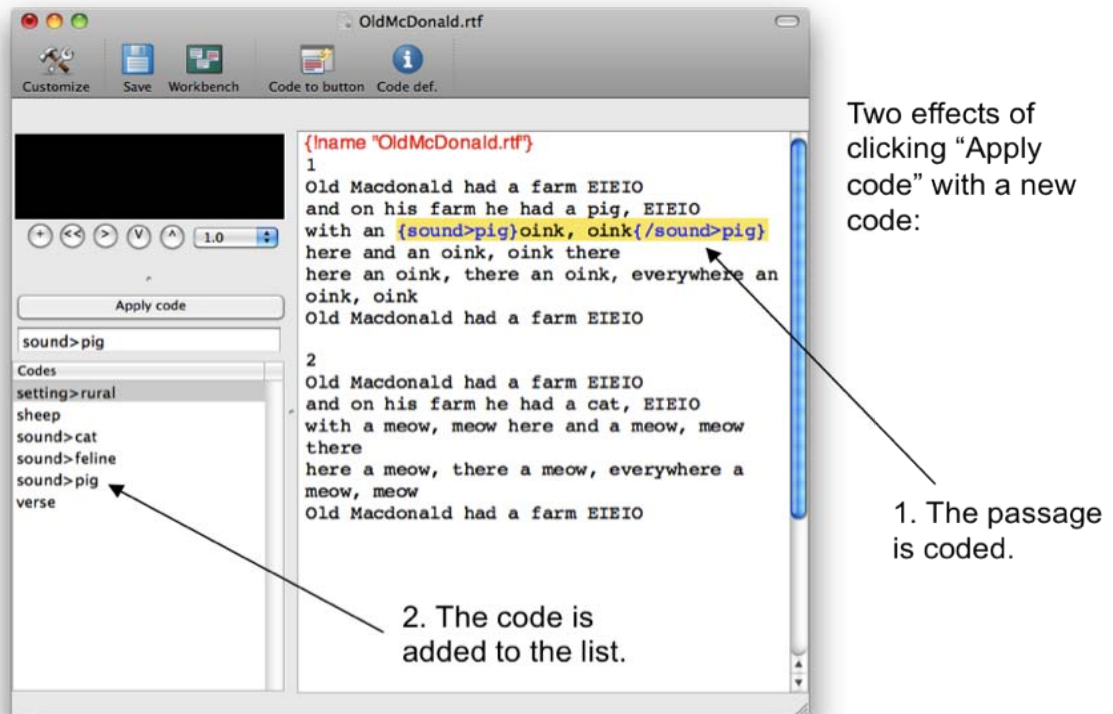 OldMcDonald.rtf
Customize Save Workbench Code to button Code def.
{!name "OldMcDonald.rtf"}
1
Old Macdonald had a farm EIEIO
and on his farm he had a pig, EIEIO
with an {sound>pig}oink, oink{/sound>pig}
here and an oink, oink there
here an oink, there an oink, everywhere an
oink, oink
Old Macdonald had a farm EIEIO
2
Old Macdonald had a farm EIEIO
and on his farm he had a cat, EIEIO
with a meow, meow here and a meow, meow
there
here a meow, there a meow, everywhere a
meow, meow
Old Macdonald had a farm EIEIO
+ << > V ^ 1.0
Apply code
sound>pig
Codes
setting>rural
sheep
sound>cat
sound>feline
sound>pig
verse
Two effects of
clicking “Apply
code” with a new
code:
1. The passage
is coded.
2. The code is
added to the list.